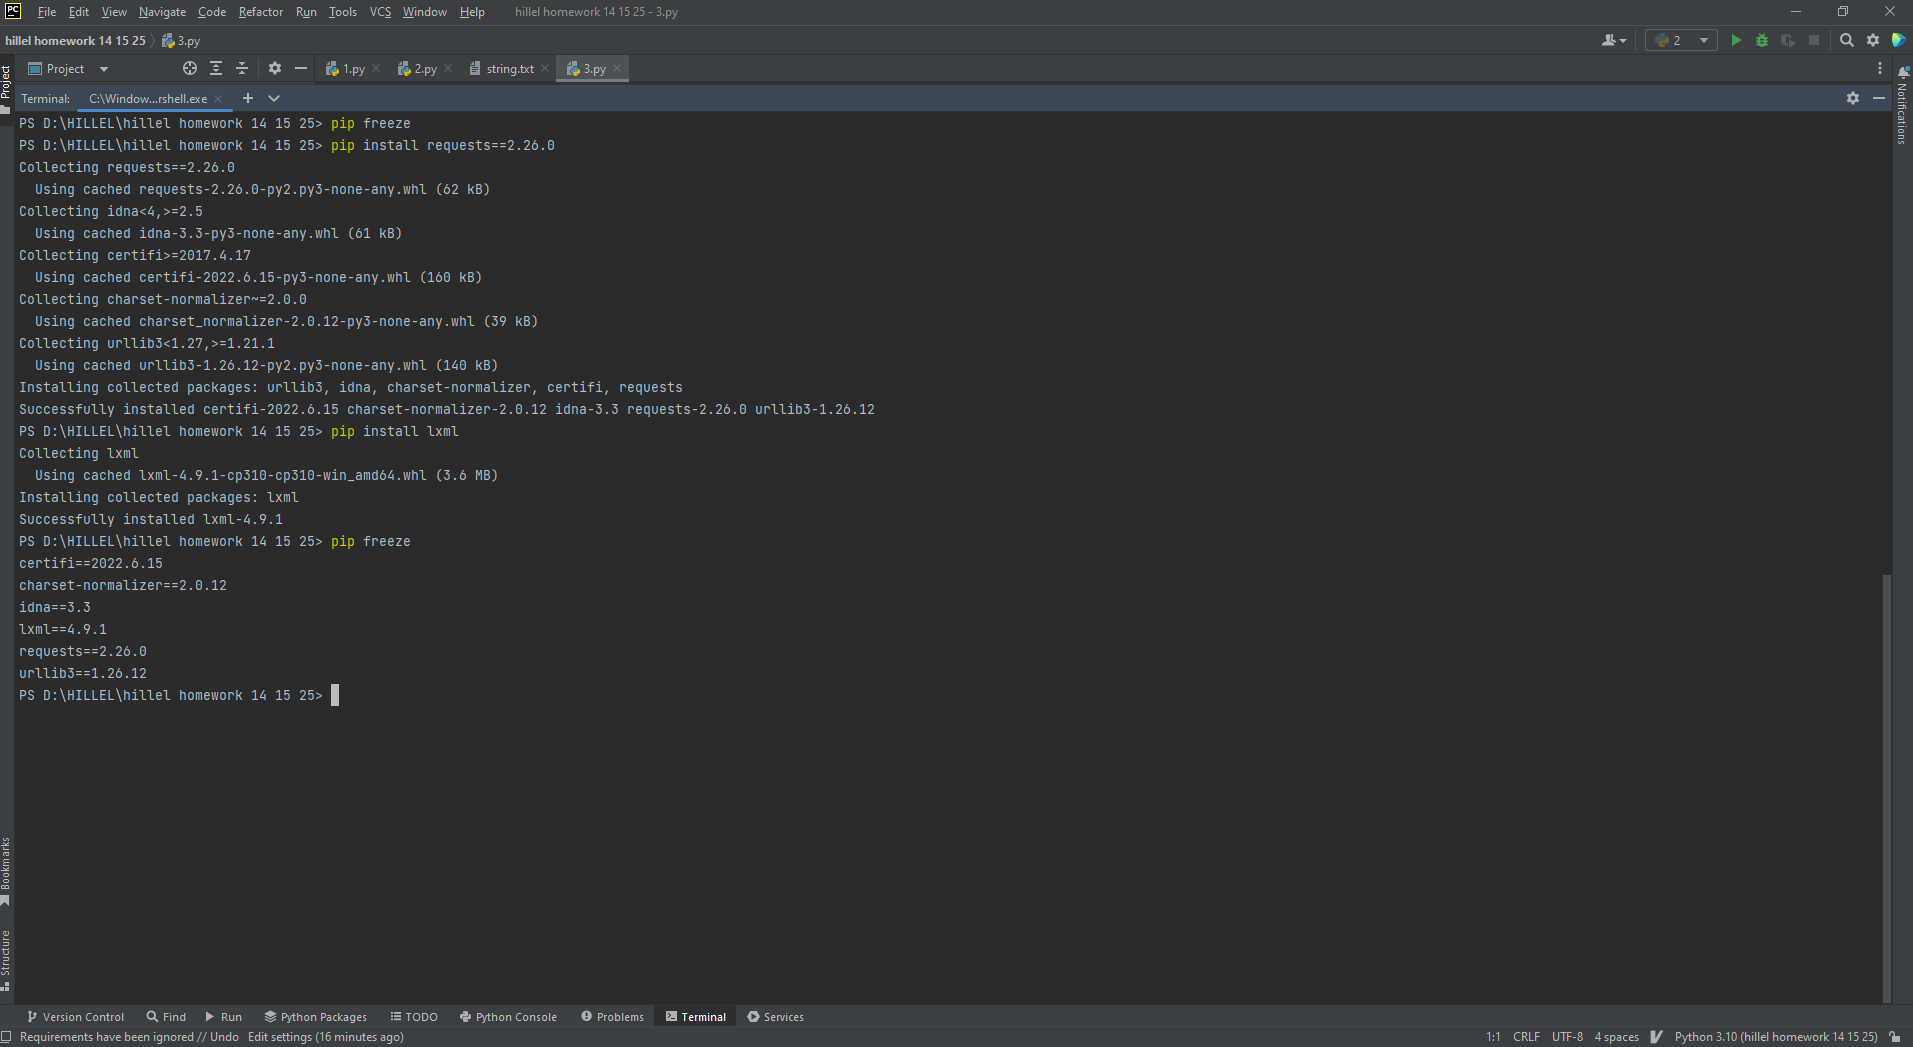 PC File Edit View Navigate Code Refactor Run Tools VCS Window Help hillel homework 14 15 25 - 3.py
hillel homework 14 15 25 3.py 2
Project 1.py 2.py string.txt 3.py
Project
Terminal: C:\Window...rshell.exe
Notifications
PS D:\HILLEL\hillel homework 14 15 25> pip freeze
PS D:\HILLEL\hillel homework 14 15 25> pip install requests==2.26.0
Collecting requests==2.26.0
Using cached requests-2.26.0-py2.py3-none-any.whl (62 kB)
Collecting idna<4,>=2.5
Using cached idna-3.3-py3-none-any.whl (61 kB)
Collecting certifi>=2017.4.17
Using cached certifi-2022.6.15-py3-none-any.whl (160 kB)
Collecting charset-normalizer~=2.0.0
Using cached charset_normalizer-2.0.12-py3-none-any.whl (39 kB)
Collecting urllib3<1.27,>=1.21.1
Using cached urllib3-1.26.12-py2.py3-none-any.whl (140 kB)
Installing collected packages: urllib3, idna, charset-normalizer, certifi, requests
Successfully installed certifi-2022.6.15 charset-normalizer-2.0.12 idna-3.3 requests-2.26.0 urllib3-1.26.12
PS D:\HILLEL\hillel homework 14 15 25> pip install lxml
Collecting lxml
Using cached lxml-4.9.1-cp310-cp310-win_amd64.whl (3.6 MB)
Installing collected packages: lxml
Successfully installed lxml-4.9.1
PS D:\HILLEL\hillel homework 14 15 25> pip freeze
certifi==2022.6.15
charset-normalizer==2.0.12
idna==3.3
lxml==4.9.1
requests==2.26.0
urllib3==1.26.12
PS D:\HILLEL\hillel homework 14 15 25>
Bookmarks
Structure
Version Control Find Run Python Packages TODO Python Console Problems Terminal Services
Requirements have been ignored // Undo Edit settings (16 minutes ago) 1:1 CRLF UTF-8 4 spaces Python 3.10 (hillel homework 14 15 25)